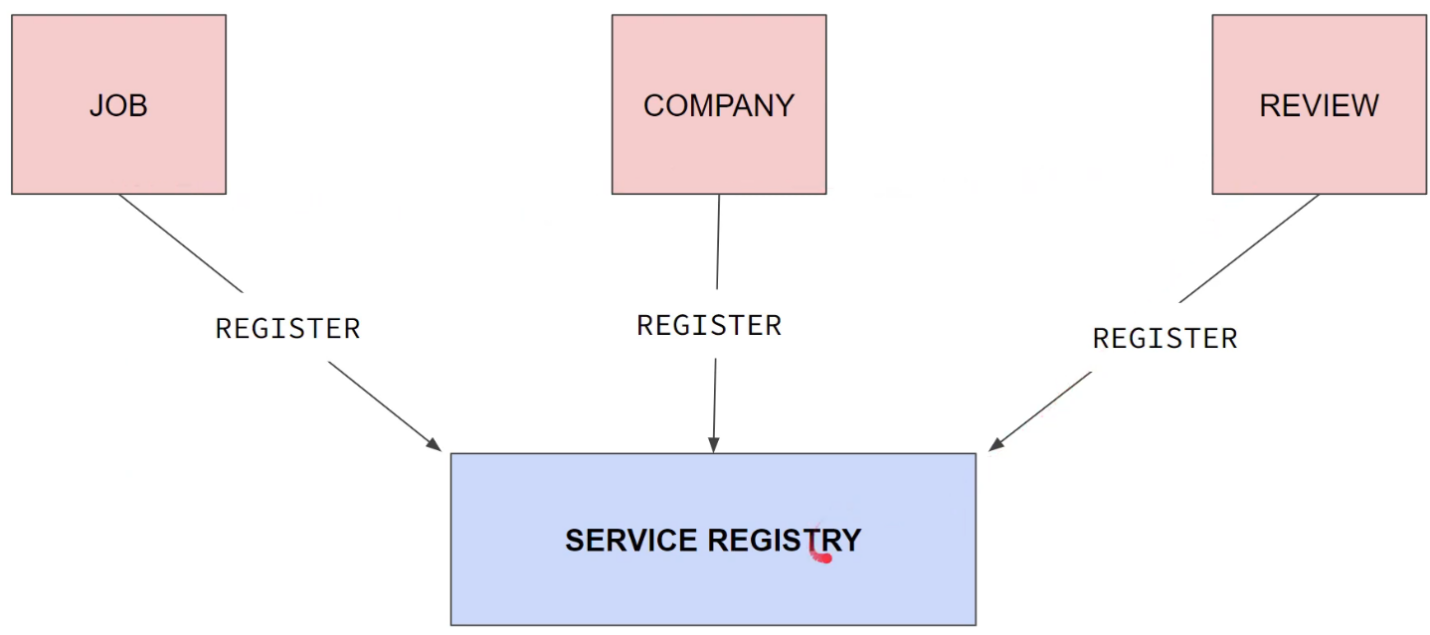 JOB
COMPANY
REVIEW
REGISTER
REGISTER
REGISTER
SERVICE REGISTRY